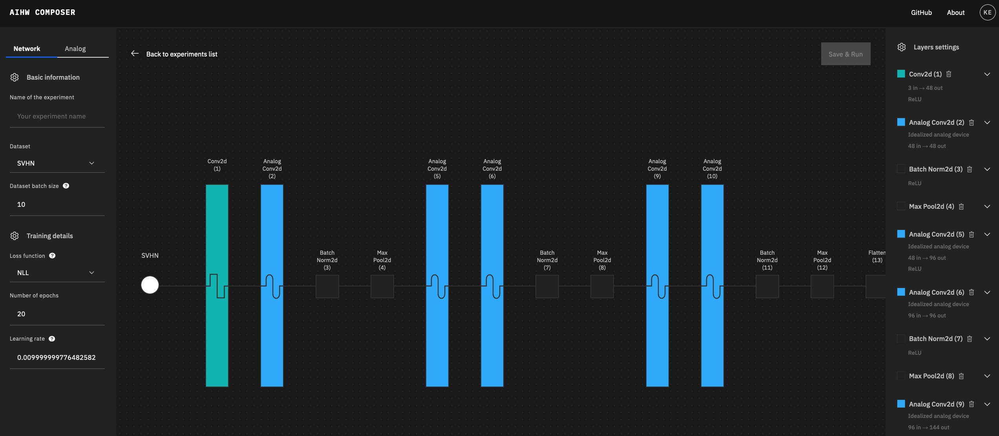 AIHW COMPOSER
GitHub
About
KE
Network
Analog
Basic information
Name of the experiment
Your experiment name
Dataset
SVHN
Dataset batch size ?
10
Training details
Loss function ?
NLL
Number of epochs
20
Learning rate ?
0.009999999776482582
Back to experiments list
Save & Run
SVHN
Conv2d
(1)
Analog
Conv2d
(2)
Batch
Norm2d
(3)
Max
Pool2d
(4)
Analog
Conv2d
(5)
Analog
Conv2d
(6)
Batch
Norm2d
(7)
Max
Pool2d
(8)
Analog
Conv2d
(9)
Analog
Conv2d
(10)
Batch
Norm2d
(11)
Max
Pool2d
(12)
Flatten
(13)
Layers settings
Conv2d (1)
3 in → 48 out
ReLU
Analog Conv2d (2)
Idealized analog device
48 in → 48 out
Batch Norm2d (3)
ReLU
Max Pool2d (4)
Analog Conv2d (5)
Idealized analog device
48 in → 96 out
ReLU
Analog Conv2d (6)
Idealized analog device
96 in → 96 out
Batch Norm2d (7)
ReLU
Max Pool2d (8)
Analog Conv2d (9)
Idealized analog device
96 in → 144 out